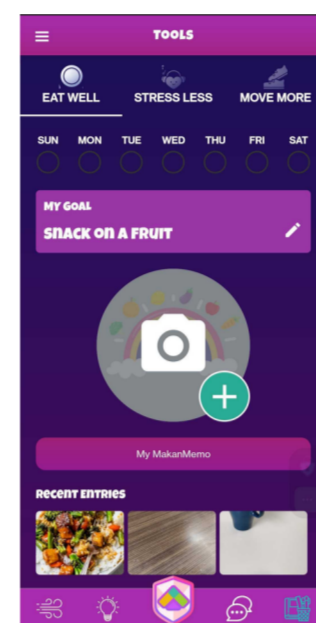 TOOLS
EAT WELL STRESS LESS MOVE MORE
SUN MON TUE WED THU FRI SAT
MY GOAL
SNACK ON A FRUIT
My MakanMemo
RECENT ENTRIES